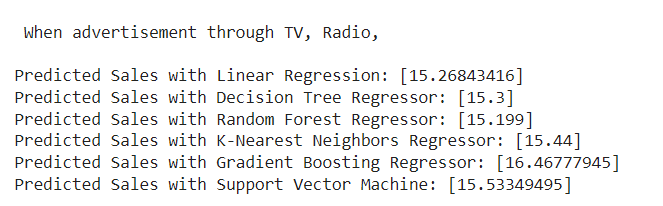 When advertisement through TV, Radio,
Predicted Sales with Linear Regression: [15.26843416]
Predicted Sales with Decision Tree Regressor: [15.3]
Predicted Sales with Random Forest Regressor: [15.199]
Predicted Sales with K-Nearest Neighbors Regressor: [15.44]
Predicted Sales with Gradient Boosting Regressor: [16.46777945]
Predicted Sales with Support Vector Machine: [15.53349495]